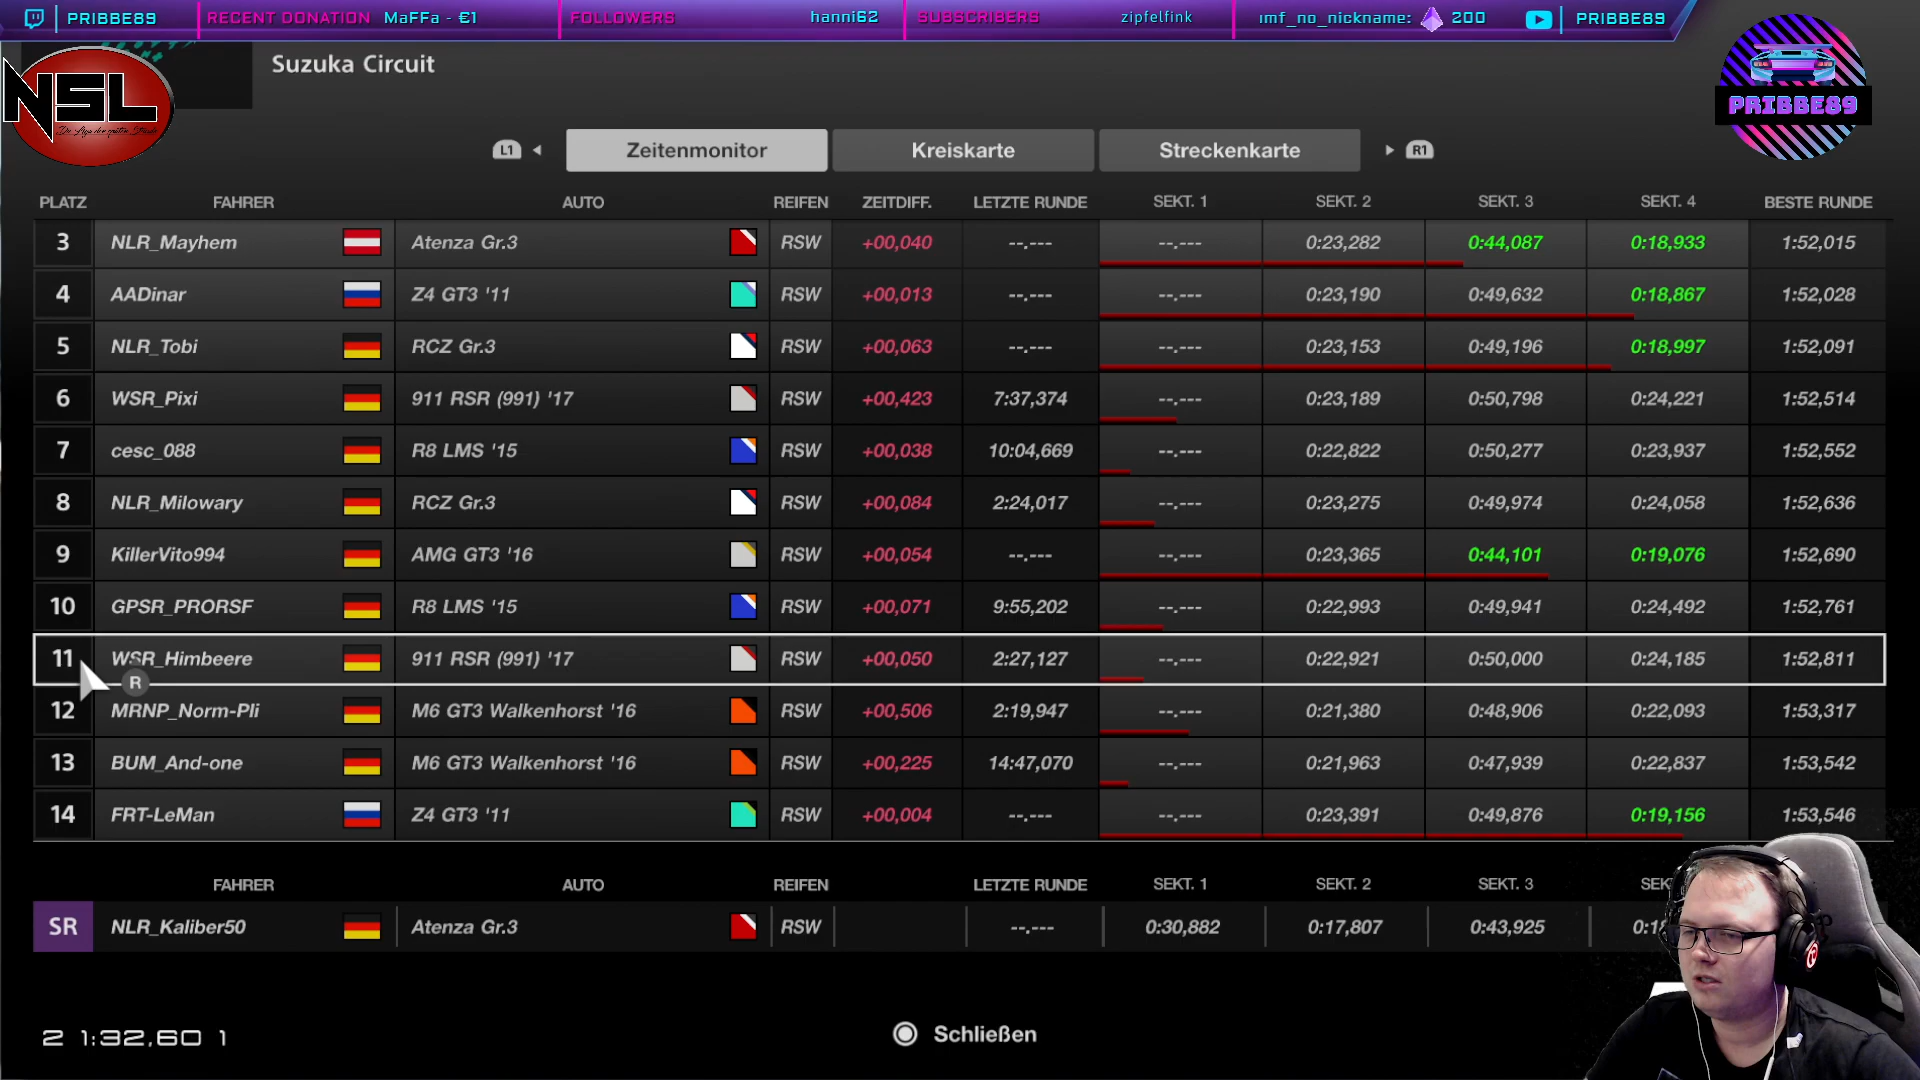 PRIBBE89 RECENT DONATION MaFFa - €1 FOLLOWERS hanni62 SUBSCRIBERS zipfelfink imf_no_nickname: 200 PRIBBE89
NSL
Suzuka Circuit
PRIBBE89
L1 Zeitenmonitor Kreiskarte Streckenkarte R1
PLATZ FAHRER AUTO REIFEN ZEITDIFF. LETZTE RUNDE SEKT. 1 SEKT. 2 SEKT. 3 SEKT. 4 BESTE RUNDE
3 NLR_Mayhem Atenza Gr.3 RSW +00,040 --.--- --.--- 0:23,282 0:44,087 0:18,933 1:52,015
4 AADinar Z4 GT3 '11 RSW +00,013 --.--- --.--- 0:23,190 0:49,632 0:18,867 1:52,028
5 NLR_Tobi RCZ Gr.3 RSW +00,063 --.--- --.--- 0:23,153 0:49,196 0:18,997 1:52,091
6 WSR_Pixi 911 RSR (991) '17 RSW +00,423 7:37,374 --.--- 0:23,189 0:50,798 0:24,221 1:52,514
7 cesc_088 R8 LMS '15 RSW +00,038 10:04,669 --.--- 0:22,822 0:50,277 0:23,937 1:52,552
8 NLR_Milowary RCZ Gr.3 RSW +00,084 2:24,017 --.--- 0:23,275 0:49,974 0:24,058 1:52,636
9 KillerVito994 AMG GT3 '16 RSW +00,054 --.--- --.--- 0:23,365 0:44,101 0:19,076 1:52,690
10 GPSR_PRORSF R8 LMS '15 RSW +00,071 9:55,202 --.--- 0:22,993 0:49,941 0:24,492 1:52,761
11 WSR_Himbeere 911 RSR (991) '17 RSW +00,050 2:27,127 --.--- 0:22,921 0:50,000 0:24,185 1:52,811
R
12 MRNP_Norm-Pli M6 GT3 Walkenhorst '16 RSW +00,506 2:19,947 --.--- 0:21,380 0:48,906 0:22,093 1:53,317
13 BUM_And-one M6 GT3 Walkenhorst '16 RSW +00,225 14:47,070 --.--- 0:21,963 0:47,939 0:22,837 1:53,542
14 FRT-LeMan Z4 GT3 '11 RSW +00,004 --.--- --.--- 0:23,391 0:49,876 0:19,156 1:53,546
FAHRER AUTO REIFEN LETZTE RUNDE SEKT. 1 SEKT. 2 SEKT. 3
SR NLR_Kaliber50 Atenza Gr.3 RSW --.--- 0:30,882 0:17,807 0:43,925
2 1:32,60 1
Schließen